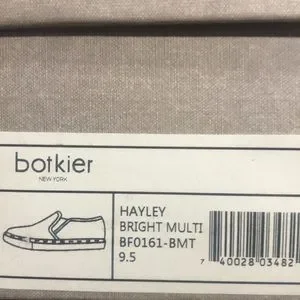 botkier
NEW YORK
HAYLEY
BRIGHT MULTI
BF0161-BMT
9.5
7 40028 03482